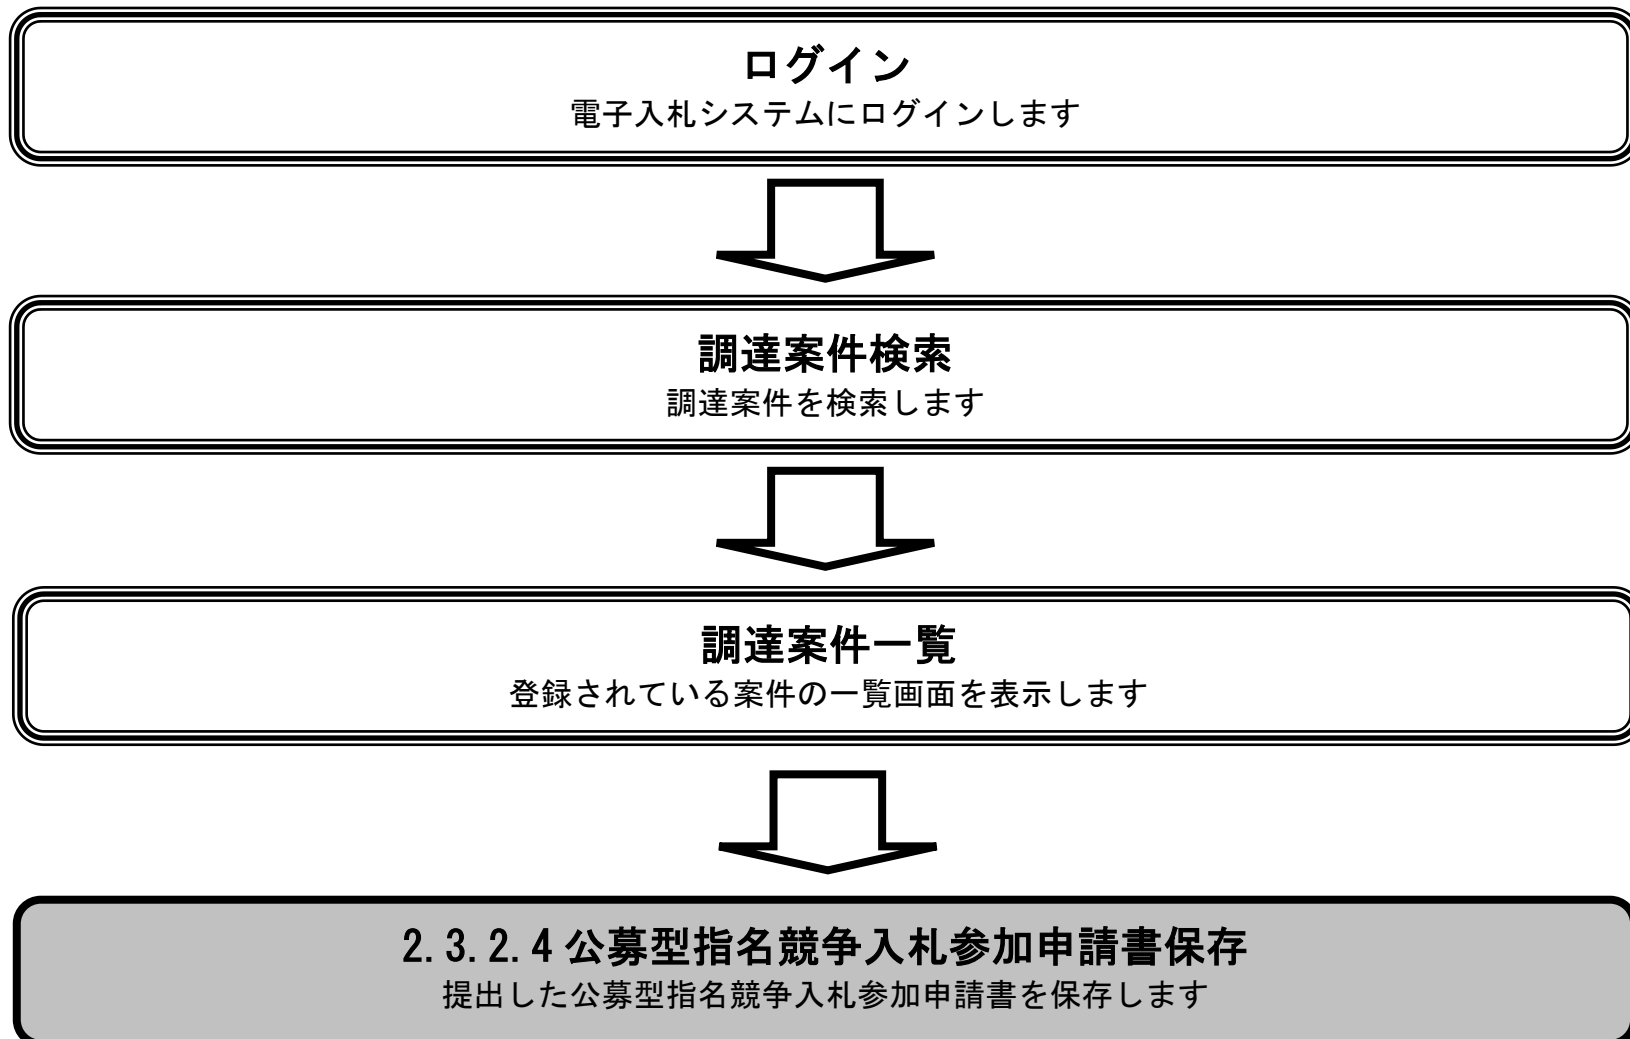 ログイン
電子入札システムにログインします
調達案件検索
調達案件を検索します
調達案件一覧
登録されている案件の一覧画面を表示します
2.3.2.4 公募型指名競争入札参加申請書保存
提出した公募型指名競争入札参加申請書を保存します